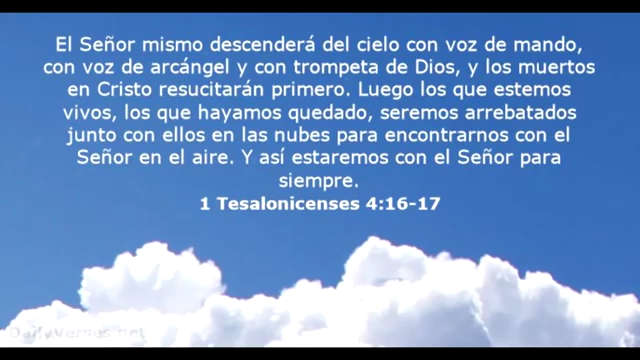 El Señor mismo descenderá del cielo con voz de mando,
con voz de arcángel y con trompeta de Dios, y los muertos
en Cristo resucitarán primero. Luego los que estemos
vivos, los que hayamos quedado, seremos arrebatados
junto con ellos en las nubes para encontrarnos con el
Señor en el aire. Y así estaremos con el Señor para
siempre.
1 Tesalonicenses 4:16-17
DailyVerses.net